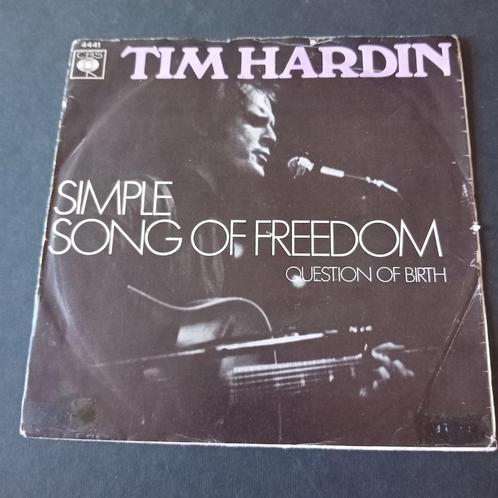 4441
CBS
TIM HARDIN
SIMPLE
SONG OF FREEDOM
QUESTION OF BIRTH